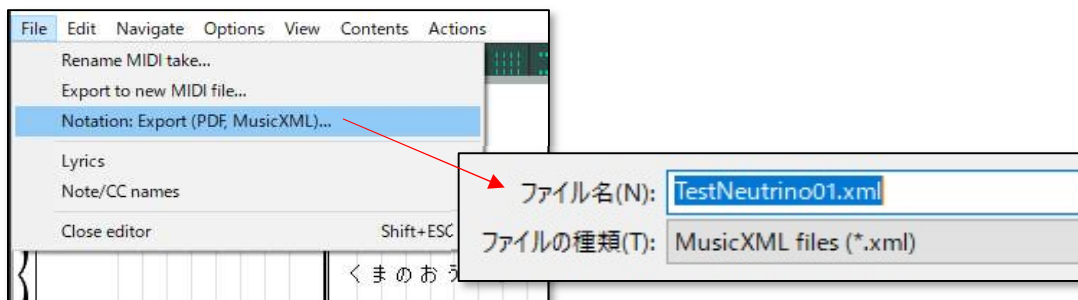 File Edit Navigate Options View Contents Actions
Rename MIDI take...
Export to new MIDI file...
Notation: Export (PDF, MusicXML)...
Lyrics
Note/CC names
Close editor Shift+ESC
ファイル名(N): TestNeutrino01.xml
ファイルの種類(T): MusicXML files (*.xml)
くまのおう